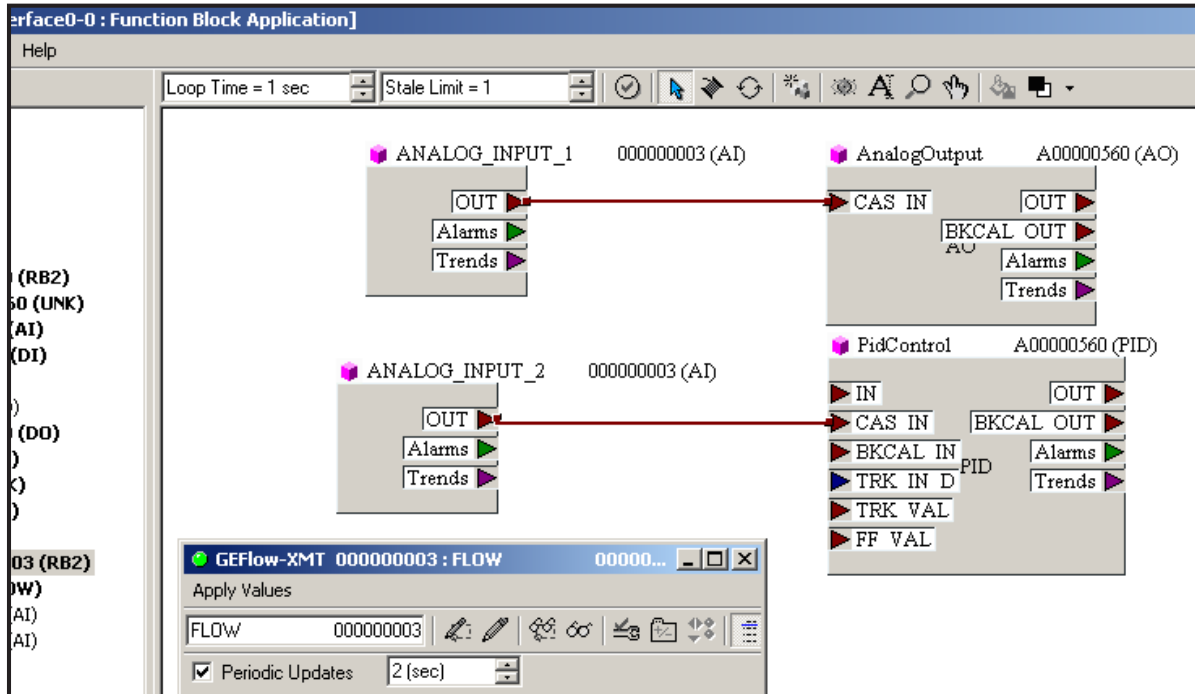 erface0-0 : Function Block Application]
Help
Loop Time = 1 sec
Stale Limit = 1
(RB2)
60 (UNK)
(AI)
(DI)
)
(DO)
)
)
)
03 (RB2)
OW)
(AI)
(AI)
ANALOG_INPUT_1 000000003 (AI)
OUT
Alarms
Trends
AnalogOutput A00000560 (AO)
CAS IN
OUT
BKCAL OUT
AO
Alarms
Trends
ANALOG_INPUT_2 000000003 (AI)
OUT
Alarms
Trends
PidControl A00000560 (PID)
IN
CAS IN
BKCAL IN
TRK IN D
TRK VAL
FF VAL
PID
OUT
BKCAL OUT
Alarms
Trends
GEFlow-XMT 000000003 : FLOW 00000...
Apply Values
FLOW 000000003
Periodic Updates 2 (sec)